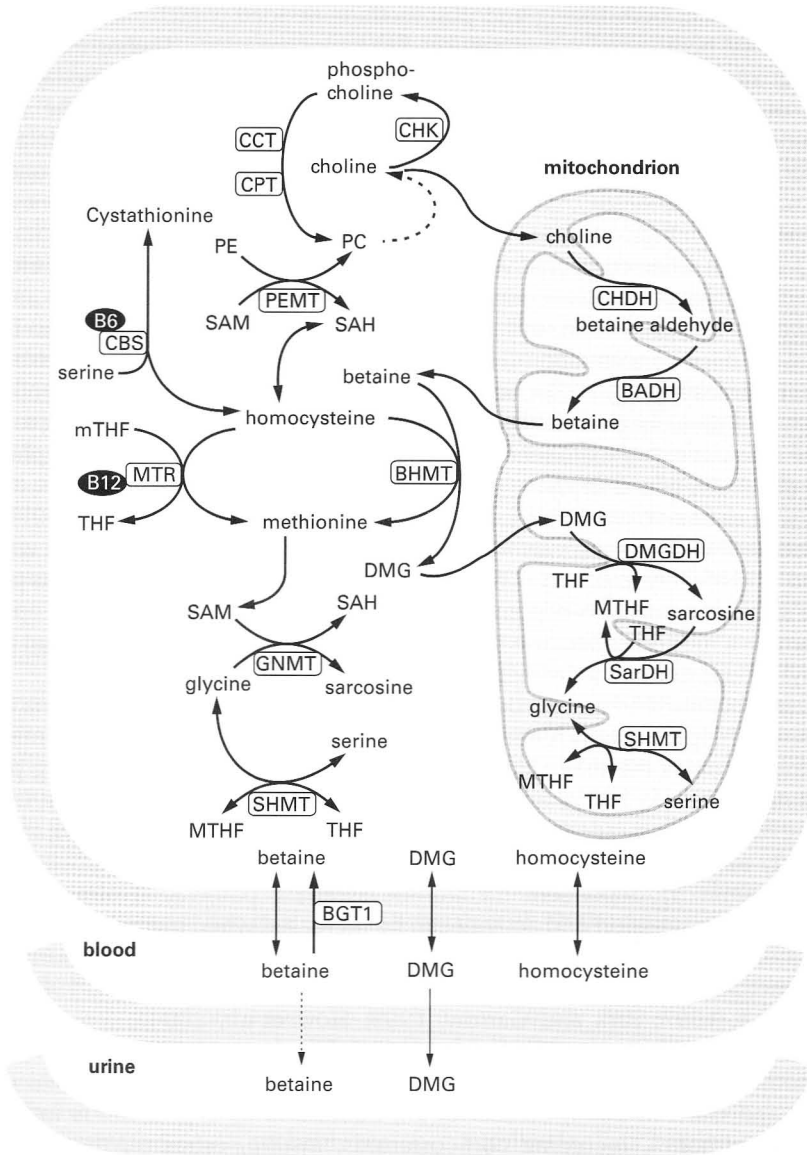 phospho-
choline
CCT
CHK
choline
CPT
mitochondrion
Cystathionine
PE
PC
choline
PEMT
CHDH
SAM
SAH
betaine aldehyde
B6
CBS
serine
betaine
BADH
homocysteine
betaine
mTHF
B12
MTR
BHMT
THF
methionine
DMG
DMG
DMGDH
THF
SAM
SAH
MTHF
sarcosine
THF
GNMT
SarDH
glycine
sarcosine
glycine
serine
SHMT
SHMT
MTHF
THF
serine
MTHF
THF
betaine
DMG
homocysteine
BGT1
blood
betaine
DMG
homocysteine
urine
betaine
DMG